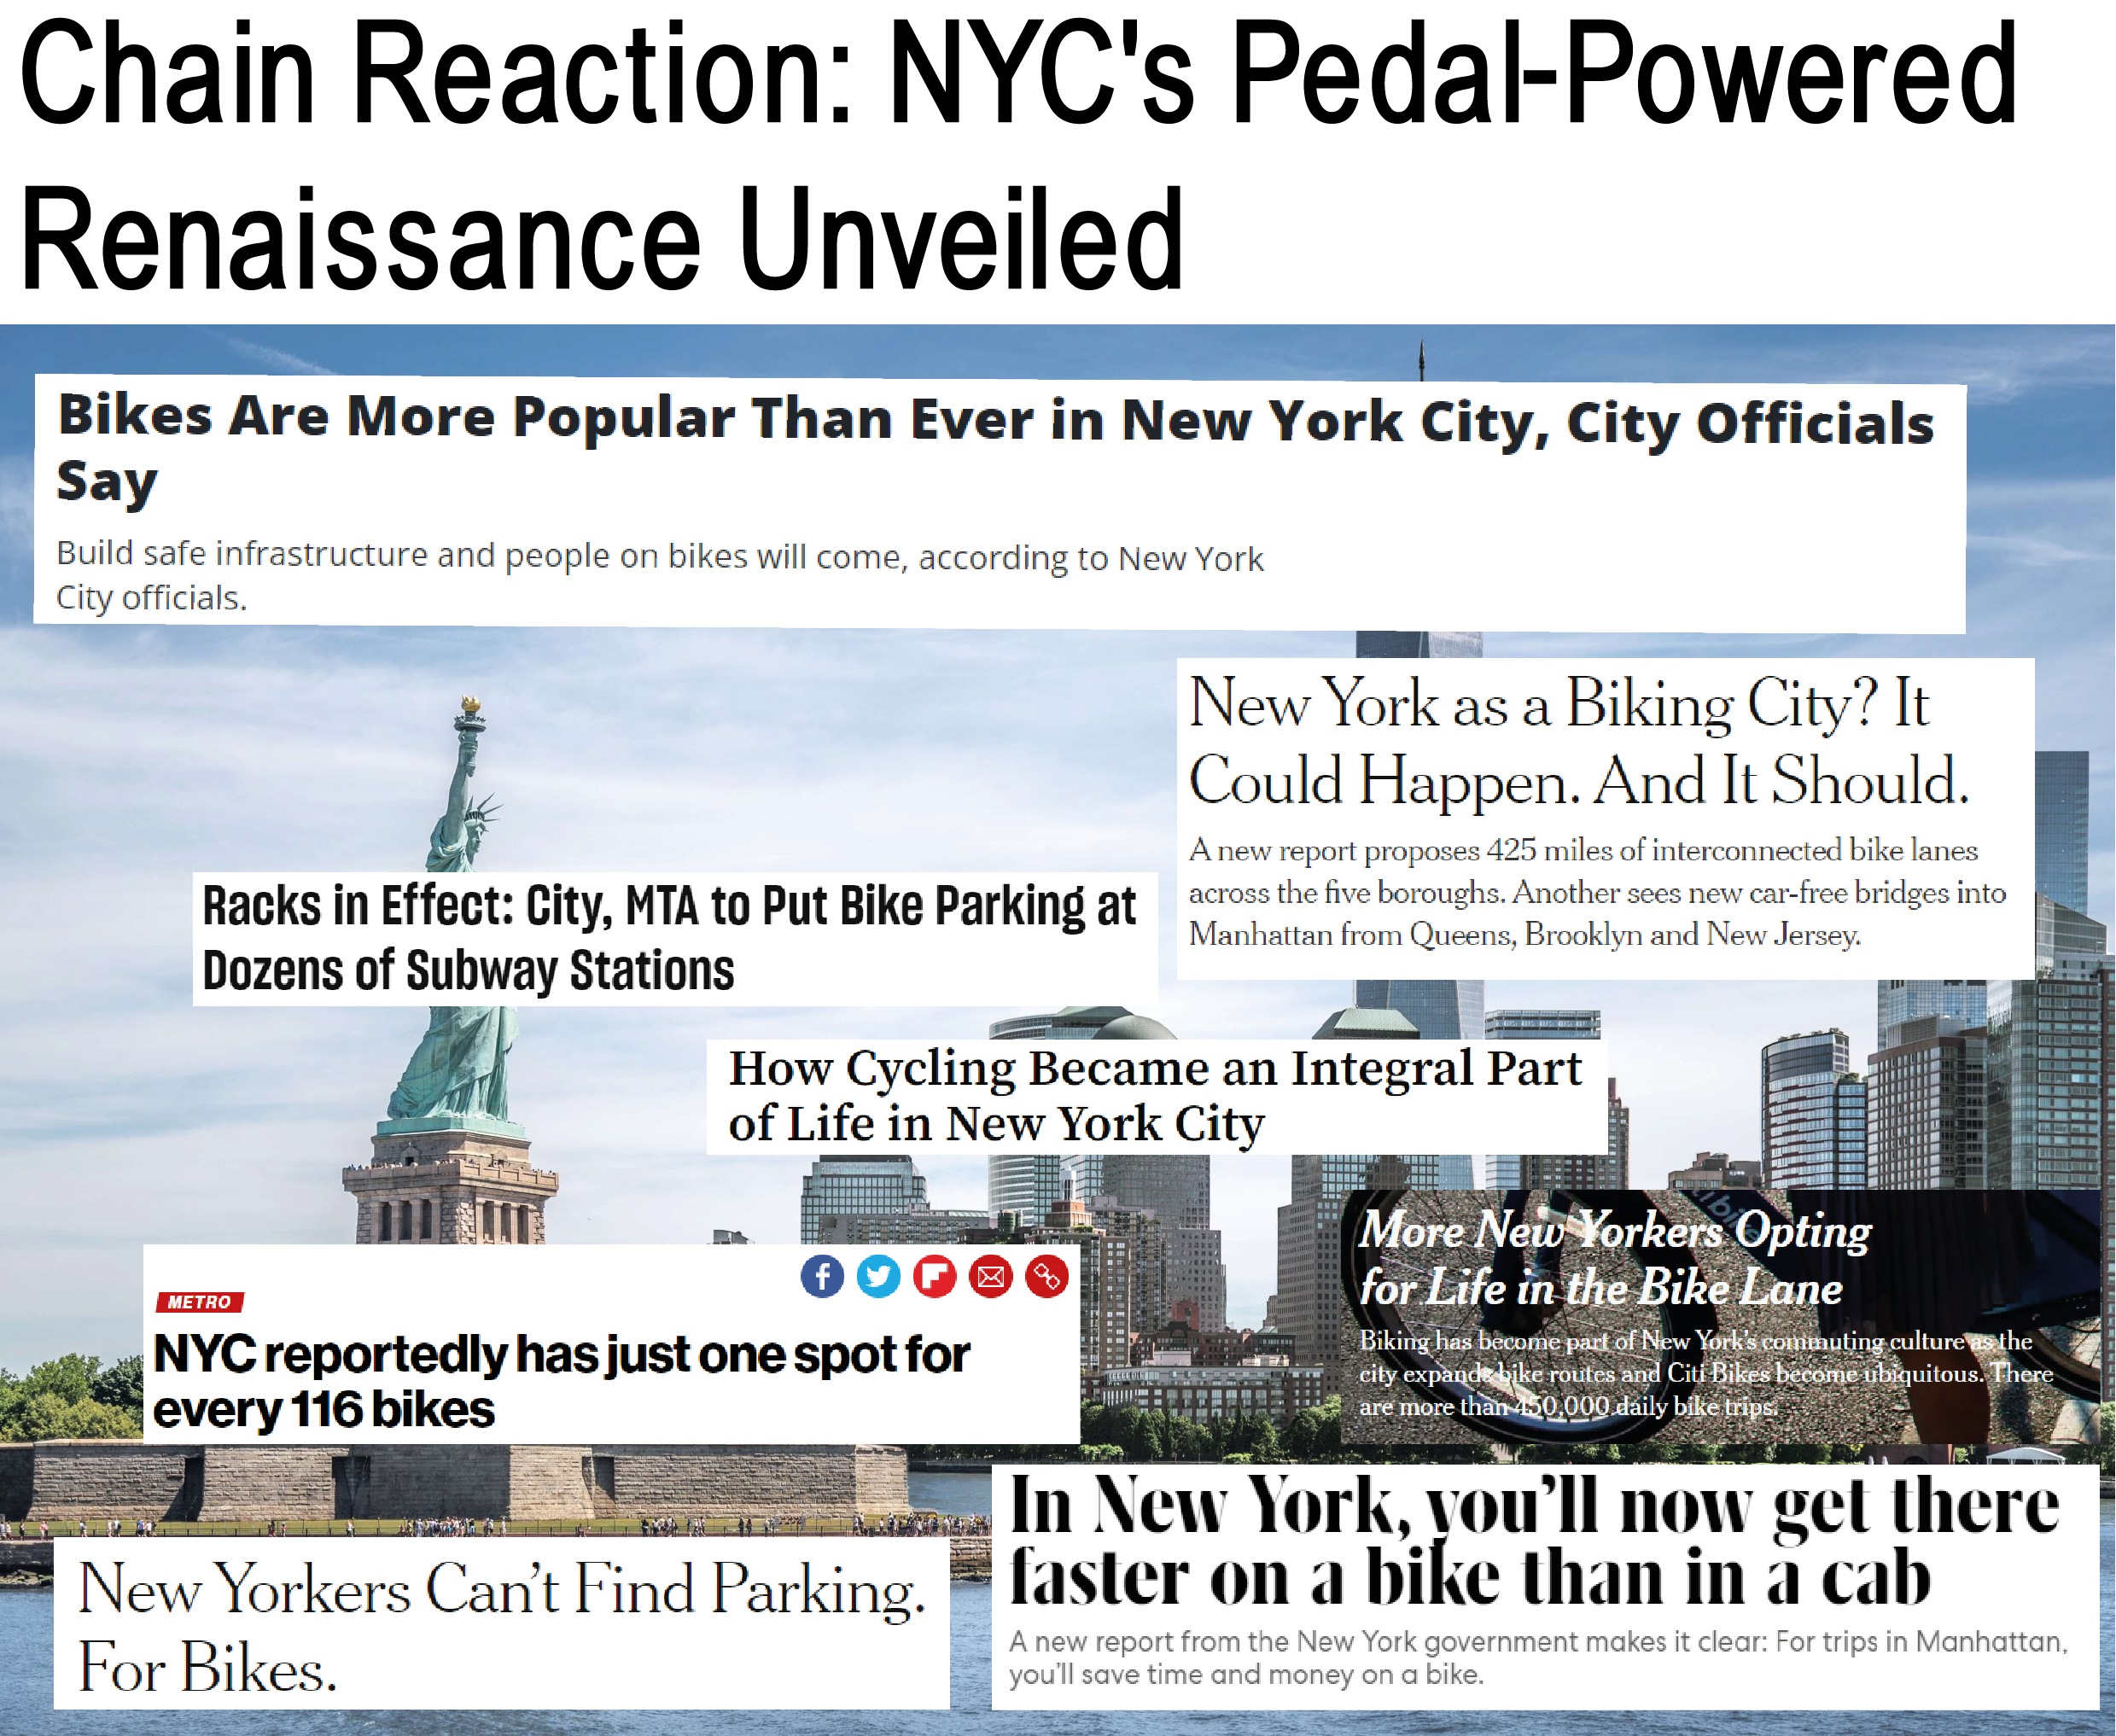 Chain Reaction: NYC's Pedal-Powered
Renaissance Unveiled
Bikes Are More Popular Than Ever in New York City, City Officials
Say
Build safe infrastructure and people on bikes will come, according to New York
City officials.
New York as a Biking City? It
Could Happen. And It Should.
A new report proposes 425 miles of interconnected bike lanes
across the five boroughs. Another sees new car-free bridges into
Manhattan from Queens, Brooklyn and New Jersey.
Racks in Effect: City, MTA to Put Bike Parking at
Dozens of Subway Stations
How Cycling Became an Integral Part
of Life in New York City
METRO
NYC reportedly has just one spot for
every 116 bikes
More New Yorkers Opting
for Life in the Bike Lane
Biking has become part of New York's commuting culture as the
city expands bike routes and Citi Bikes become ubiquitous. There
are more than 450,000 daily bike trips.
New Yorkers Can't Find Parking.
For Bikes.
In New York, you'll now get there
faster on a bike than in a cab
A new report from the New York government makes it clear: For trips in Manhattan,
you'll save time and money on a bike.